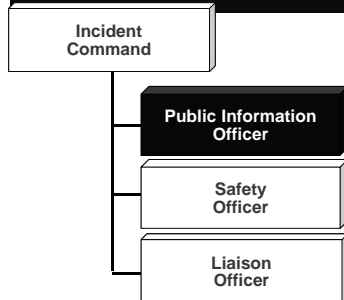 Incident
Command
Public Information
Officer
Safety
Officer
Liaison
Officer